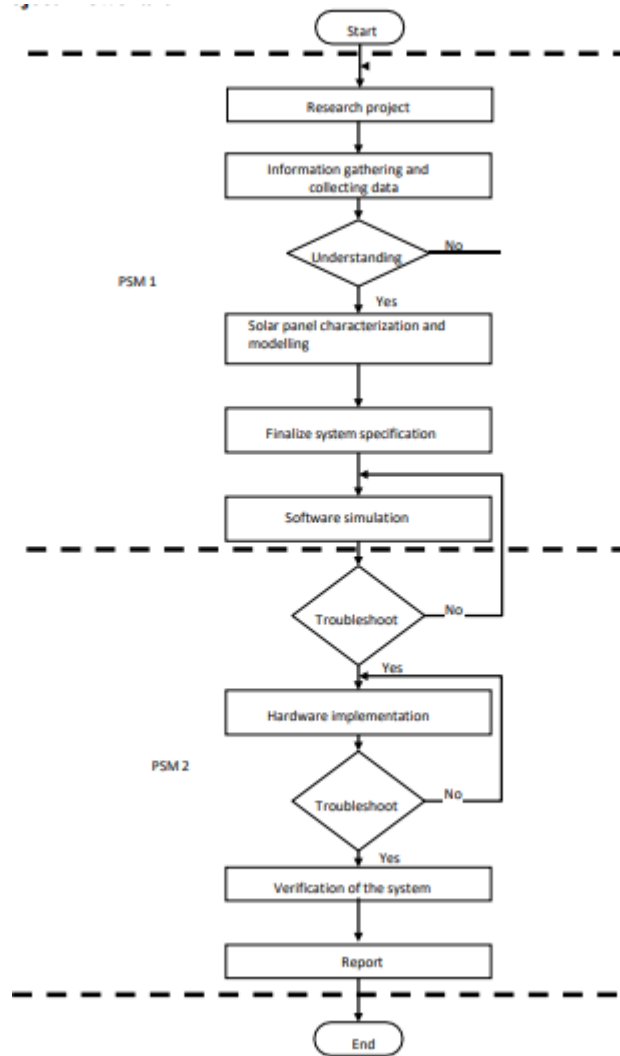 Start
Research project
Information gathering and
collecting data
Understanding
No
PSM 1
Yes
Solar panel characterization and
modelling
Finalize system specification
Software simulation
Troubleshoot
No
Yes
Hardware implementation
PSM 2
Troubleshoot
No
Yes
Verification of the system
Report
End